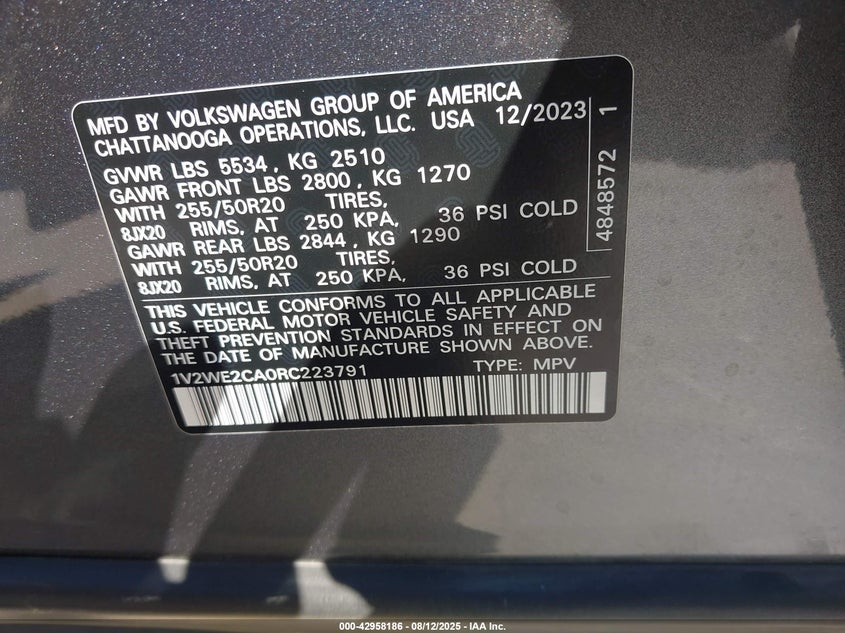 MFD BY VOLKSWAGEN GROUP OF AMERICA
CHATTANOOGA OPERATIONS, LLC. USA 12/2023
GVWR LBS 5534, KG 2510
GAWR FRONT LBS 2800, KG 1270
WITH 255/50R20 TIRES,
8JX20 RIMS, AT 250 KPA, 36 PSI COLD
GAWR REAR LBS 2844, KG 1290
WITH 255/50R20 TIRES,
8JX20 RIMS, AT 250 KPA, 36 PSI COLD
THIS VEHICLE CONFORMS TO ALL APPLICABLE
U.S. FEDERAL MOTOR VEHICLE SAFETY AND
THEFT PREVENTION STANDARDS IN EFFECT ON
THE DATE OF MANUFACTURE SHOWN ABOVE.
1V2WE2CA0RC223791 TYPE: MPV
4848572 1
000-42958186 - 08/12/2025 - IAA Inc.